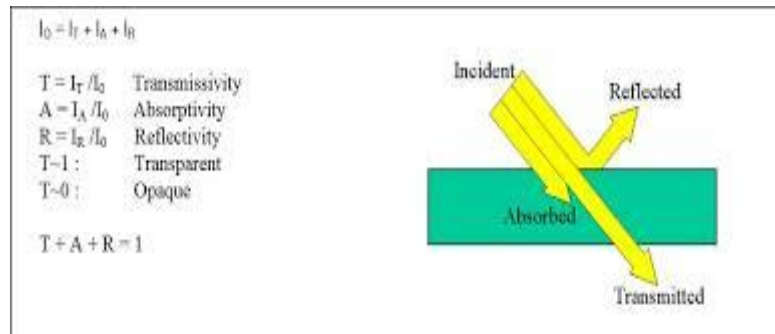 I₀ = I_T + I_A + I_R
T = I_T /I₀ Transmissivity
A = I_A /I₀ Absorptivity
R = I_R /I₀ Reflectivity
T~1 : Transparent
T~0 : Opaque
T + A + R = 1
Incident
Reflected
Absorbed
Transmitted